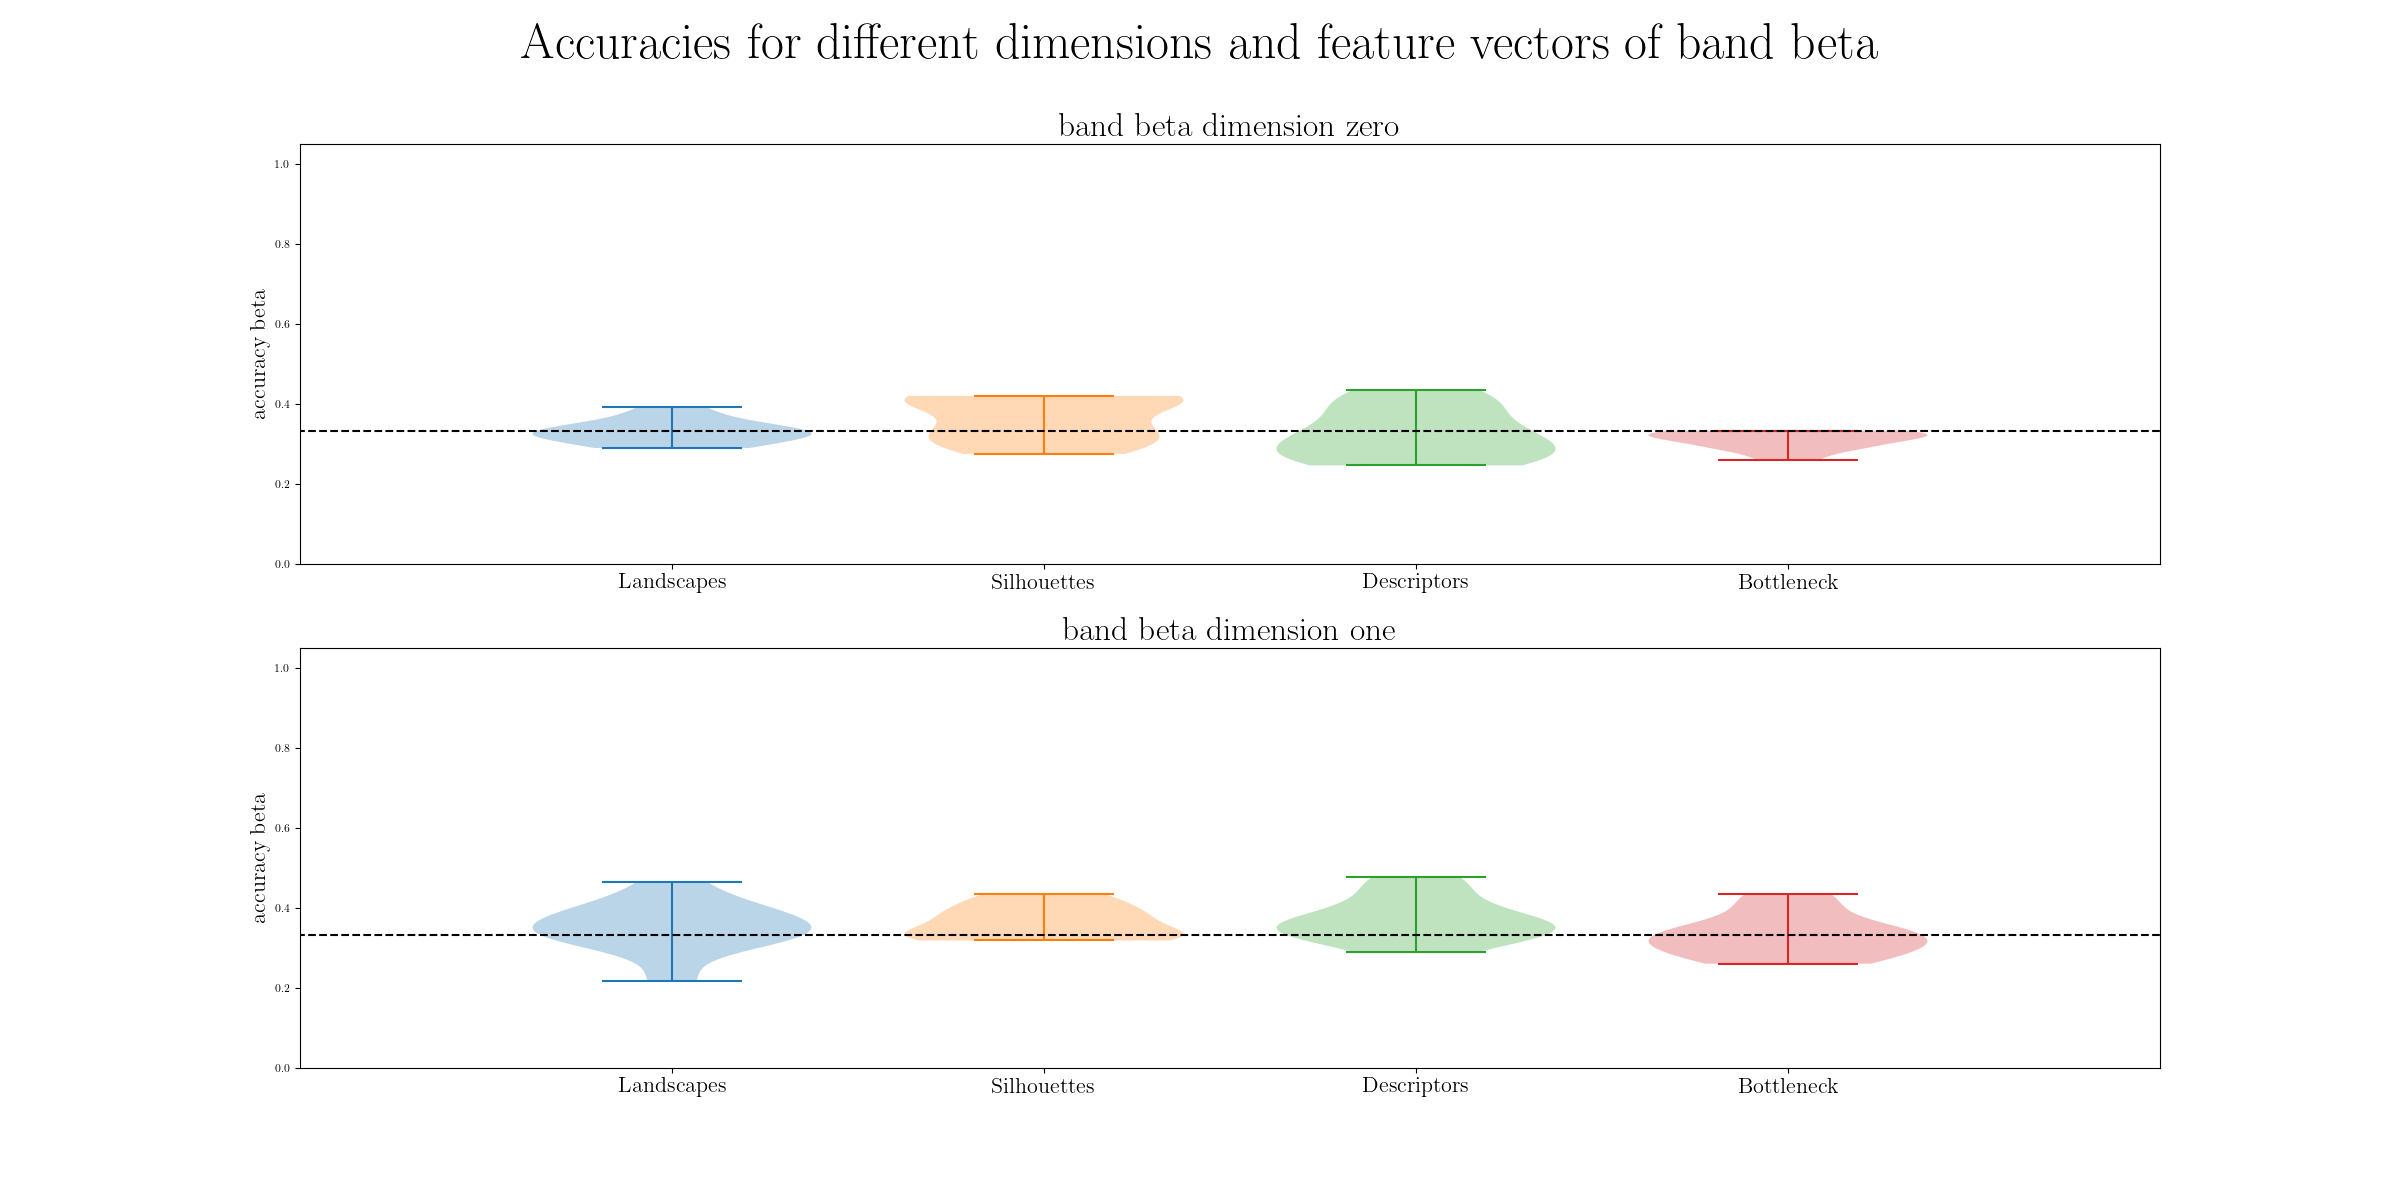 Accuracies for different dimensions and feature vectors of band beta
band beta dimension zero
accuracy beta
1.0
0.8
0.6
0.4
0.2
0.0
Landscapes Silhouettes Descriptors Bottleneck
band beta dimension one
accuracy beta
1.0
0.8
0.6
0.4
0.2
0.0
Landscapes Silhouettes Descriptors Bottleneck